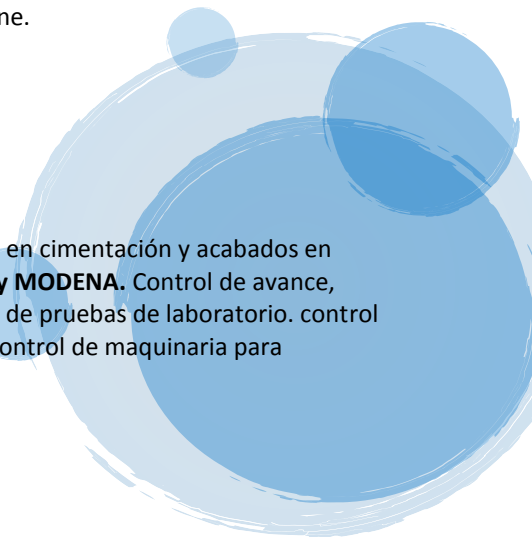 ne.
en cimentación y acabados en
y MODENA. Control de avance,
de pruebas de laboratorio. control
ontrol de maquinaria para